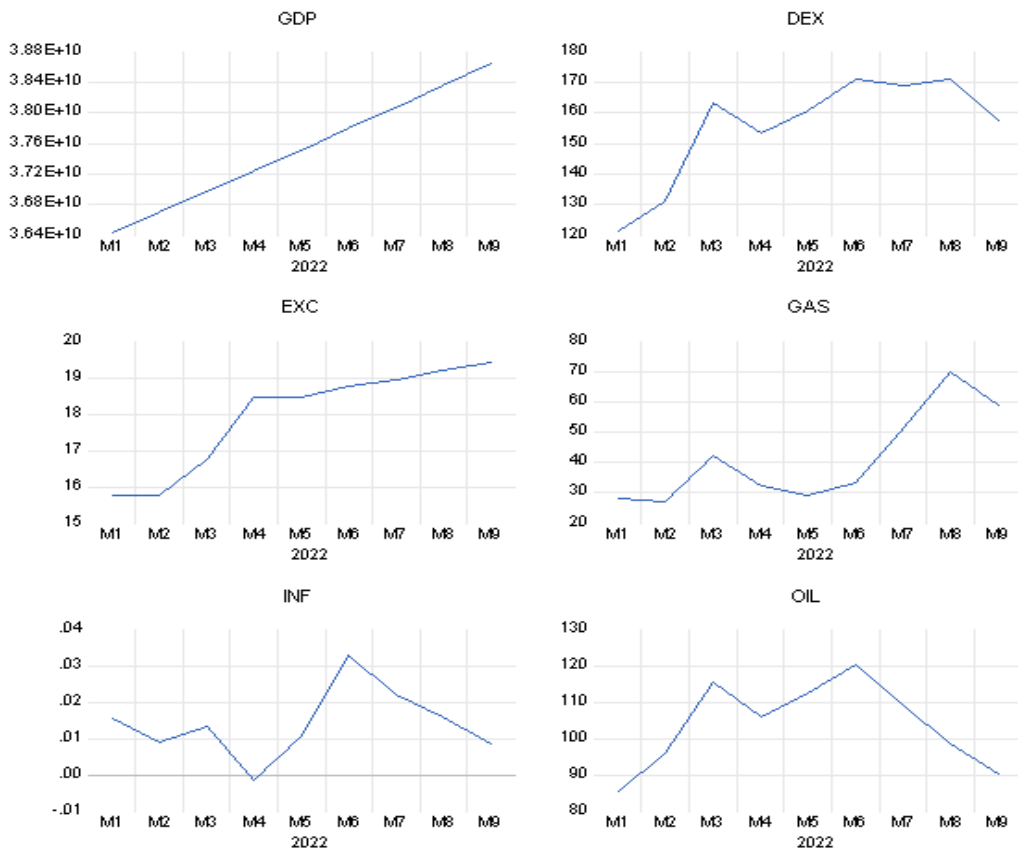 GDP
3.88E+10
3.84E+10
3.80E+10
3.76E+10
3.72E+10
3.68E+10
3.64E+10
M1 M2 M3 M4 M5 M6 M7 M8 M9
2022
DEX
180
170
160
150
140
130
120
M1 M2 M3 M4 M5 M6 M7 M8 M9
2022
EXC
20
19
18
17
16
15
M1 M2 M3 M4 M5 M6 M7 M8 M9
2022
GAS
80
70
60
50
40
30
20
M1 M2 M3 M4 M5 M6 M7 M8 M9
2022
INF
.04
.03
.02
.01
.00
-.01
M1 M2 M3 M4 M5 M6 M7 M8 M9
2022
OIL
130
120
110
100
90
80
M1 M2 M3 M4 M5 M6 M7 M8 M9
2022